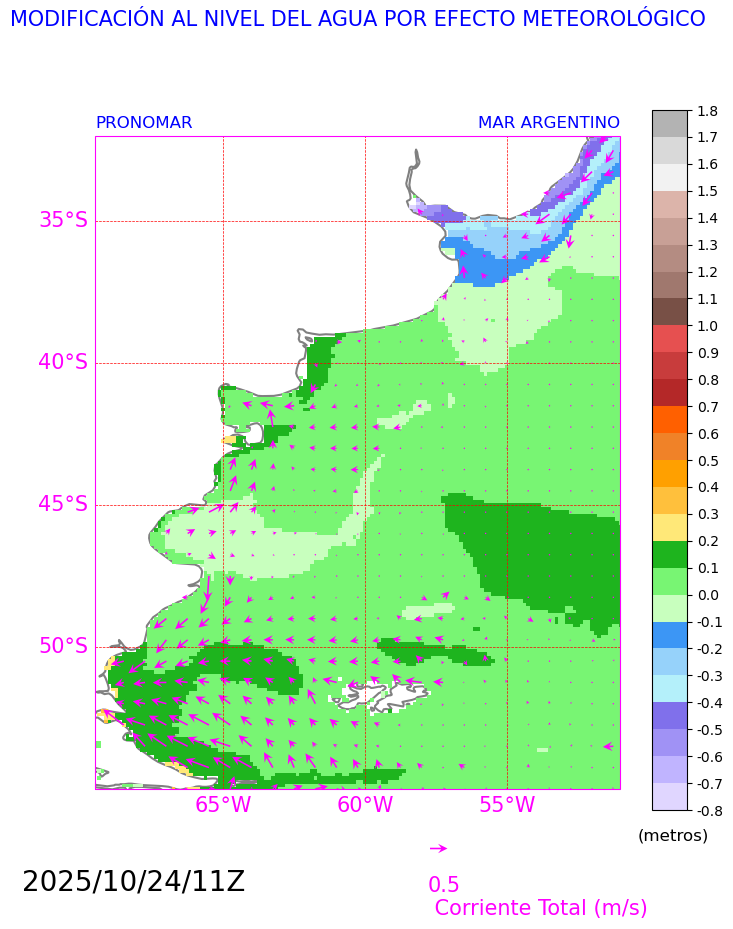 MODIFICACIÓN AL NIVEL DEL AGUA POR EFECTO METEOROLÓGICO
PRONOMAR
MAR ARGENTINO
35°S
40°S
45°S
50°S
65°W
60°W
55°W
1.8
1.7
1.6
1.5
1.4
1.3
1.2
1.1
1.0
0.9
0.8
0.7
0.6
0.5
0.4
0.3
0.2
0.1
0.0
-0.1
-0.2
-0.3
-0.4
-0.5
-0.6
-0.7
-0.8
(metros)
2025/10/24/11Z
0.5
Corriente Total (m/s)